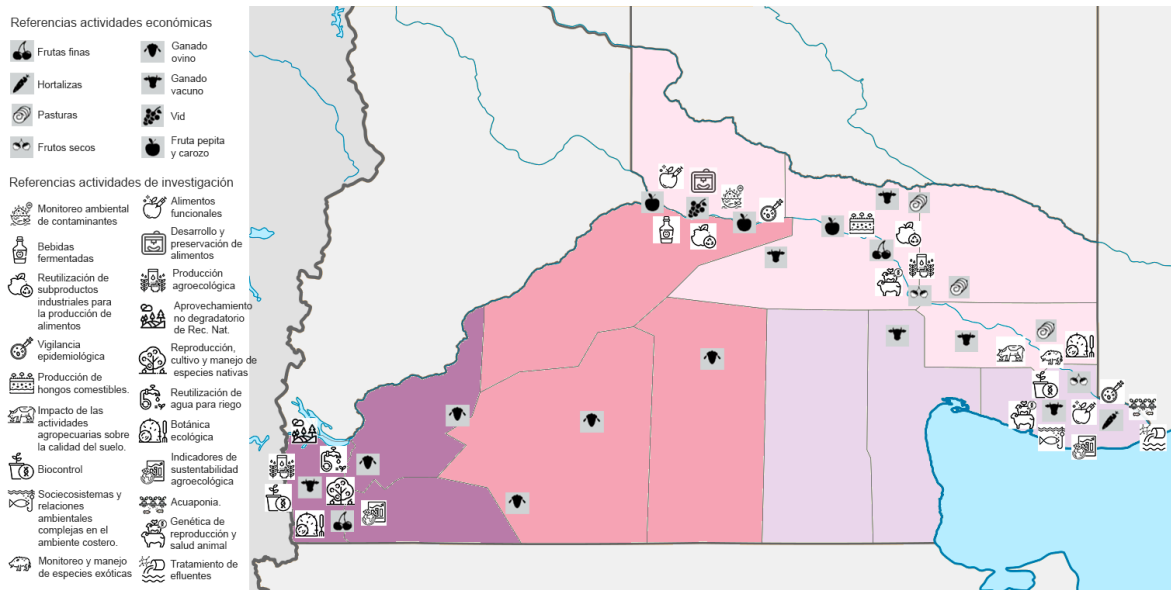 Referencias actividades económicas
Frutas finas
Ganado
ovino
Hortalizas
Ganado
vacuno
Pasturas
Vid
Frutos secos
Fruta pepita
y carozo
Referencias actividades de investigación
Monitoreo ambiental
de contaminantes
Alimentos
funcionales
Bebidas
fermentadas
Desarrollo y
preservación de
alimentos
Reutilización de
subproductos
industriales para
la producción de
alimentos
Producción
agroecológica
Aprovechamiento
no degradatorio
de Rec. Nat.
Vigilancia
epidemiológica
Reproducción,
cultivo y manejo de
especies nativas
Producción de
hongos comestibles.
Reutilización de
agua para riego
Impacto de las
actividades
agropecuarias sobre
la calidad del suelo.
Botánica
ecológica
Biocontrol
Indicadores de
sustentabilidad
agroecológica
Sociecosistemas y
relaciones
ambientales
complejas en el
ambiente costero.
Acuaponia.
Genética de
reproducción y
salud animal
Monitoreo y manejo
de especies exóticas
Tratamiento de
efluentes